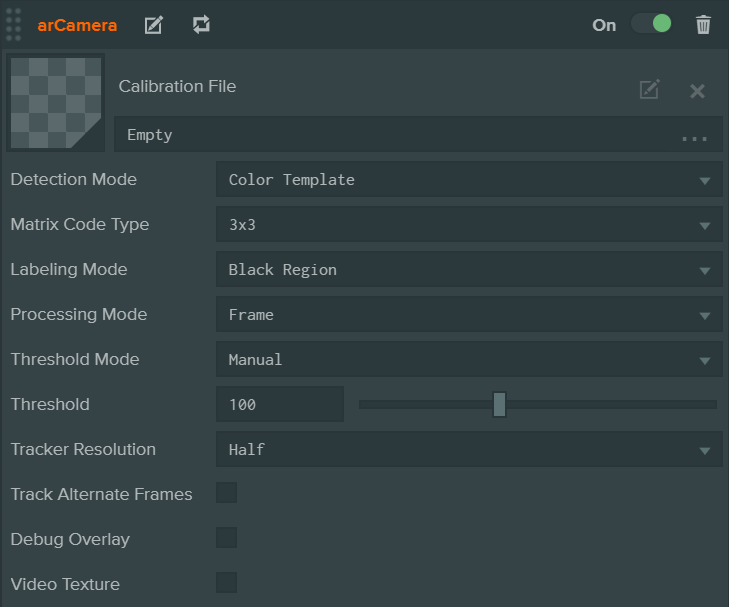 arCamera On
Calibration File
Empty ...
Detection Mode Color Template
Matrix Code Type 3x3
Labeling Mode Black Region
Processing Mode Frame
Threshold Mode Manual
Threshold 100
Tracker Resolution Half
Track Alternate Frames
Debug Overlay
Video Texture